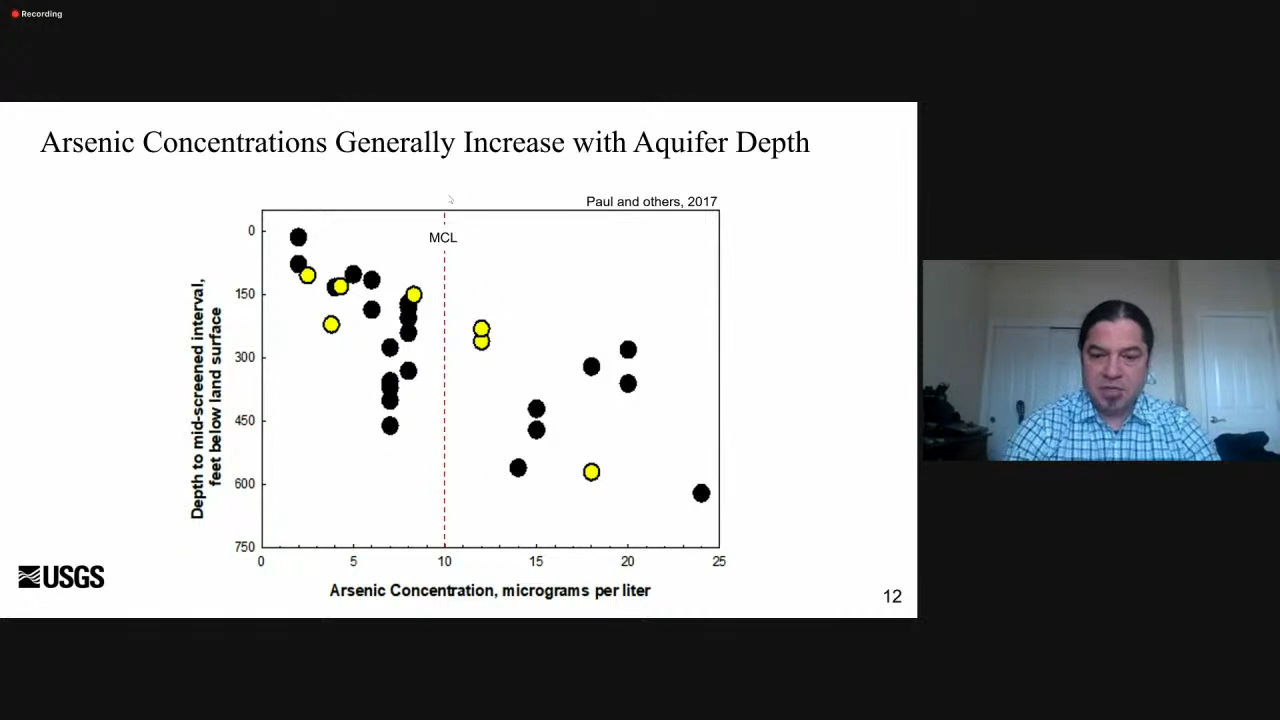 Recording
Arsenic Concentrations Generally Increase with Aquifer Depth
Paul and others, 2017
MCL
0
150
300
450
600
750
Depth to mid-screened interval,
feet below land surface
0 5 10 15 20 25
Arsenic Concentration, micrograms per liter
USGS
12